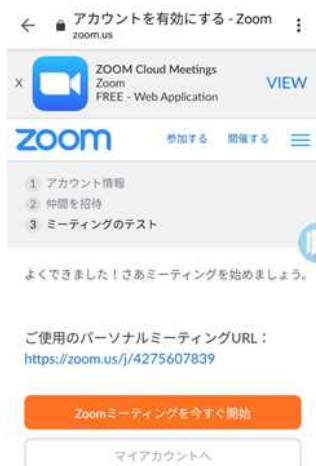 アカウントを有効にする - Zoom
zoom.us
X
ZOOM Cloud Meetings
Zoom
FREE - Web Application
VIEW
zoom
参加する 開催する
1 アカウント情報
2 仲間を招待
3 ミーティングのテスト
よくできました！さあミーティングを始めましょう。
ご使用のパーソナルミーティングURL：
https://zoom.us/j/4275607839
Zoomミーティングを今すぐ開始
マイアカウントへ